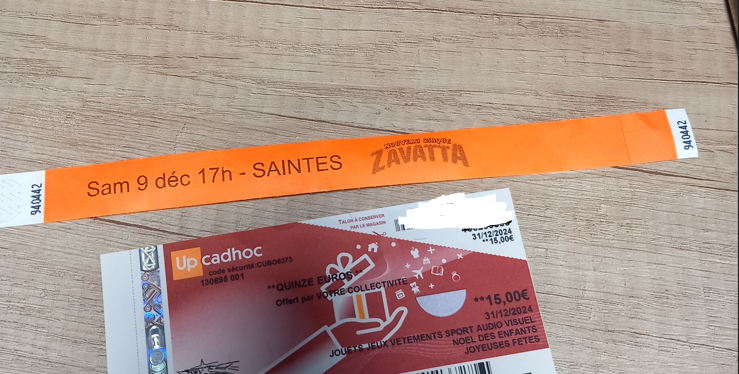 940442
Sam 9 déc 17h - SAINTES
NOUVEAU CIRQUE
ZAVATTA
940442
TALON A CONSERVER
PAR LE MAGASIN
31/12/2024
**15,00€
Up cadhoc
code sécurité:CUBO6373
130695 001
**QUINZE EUROS**
Offert par VOTRE COLLECTIVITE
**15,00€
31/12/2024
JOUETS JEUX VETEMENTS SPORT AUDIO VISUEL
NOEL DES ENFANTS
JOYEUSES FETES